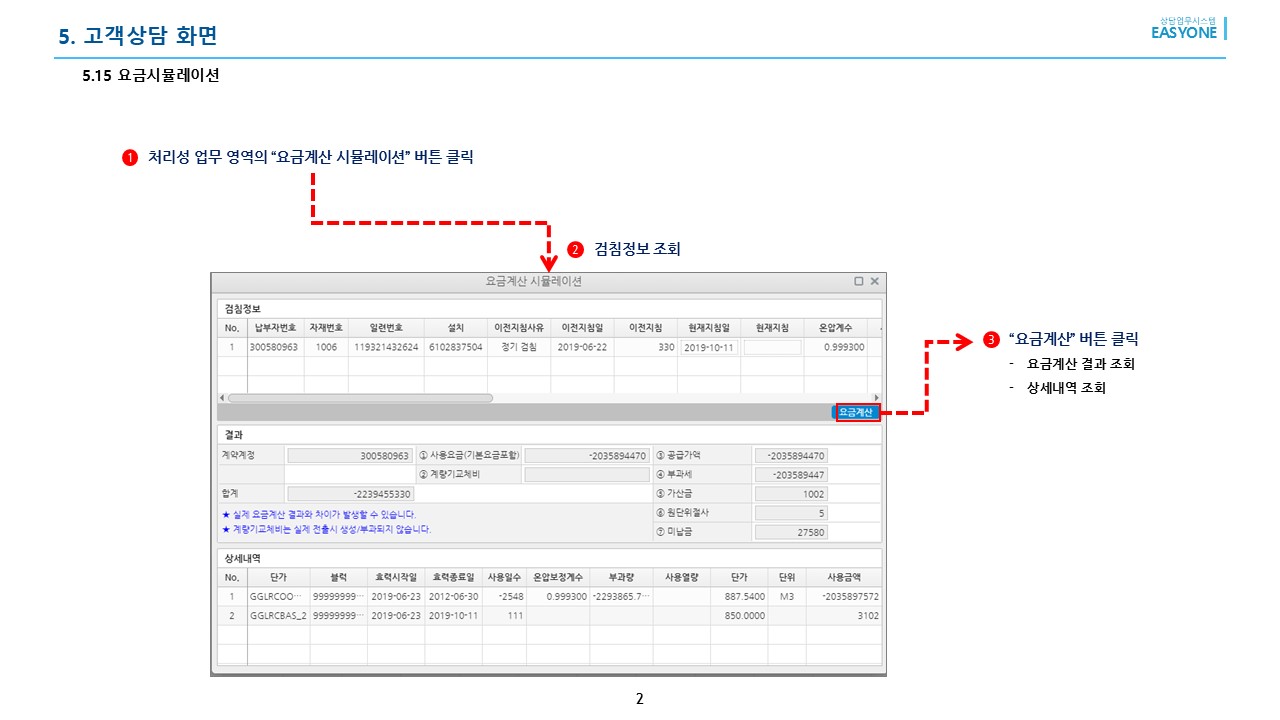 5. 고객상담 화면
상담업무시스템
EASYONE
5.15 요금시뮬레이션
1 처리성 업무 영역의 “요금계산 시뮬레이션” 버튼 클릭
2 검침정보 조회
요금계산 시뮬레이션
검침정보
No. 납부자번호 자재번호 일련번호 설치 이전지침사유 이전지침일 이전지침 현재지침일 현재지침 온압계수
1 300580963 1006 119321432624 6102837504 정기 검침 2019-06-22 330 2019-10-11 0.999300
요금계산
3 “요금계산” 버튼 클릭
- 요금계산 결과 조회
- 상세내역 조회
결과
계약계정 300580963 ① 사용요금(기본요금포함) -2035894470 ③ 공급가액 -2035894470
② 계량기교체비 ④ 부과세 -203589447
합계 -2239455330 ⑤ 가산금 1002
★ 실제 요금계산 결과와 차이가 발생할 수 있습니다. ⑥ 원단위절사 5
★ 계량기교체비는 실제 전출시 생성/부과되지 않습니다. ⑦ 미납금 27580
상세내역
No. 단가 블럭 효력시작일 효력종료일 사용일수 온압보정계수 부과량 사용열량 단가 단위 사용금액
1 GGLRCOO… 99999999… 2019-06-23 2012-06-30 -2548 0.999300 -2293865.7… 887.5400 M3 -2035897572
2 GGLRCBAS_2 99999999… 2019-06-23 2019-10-11 111 850.0000 3102
2